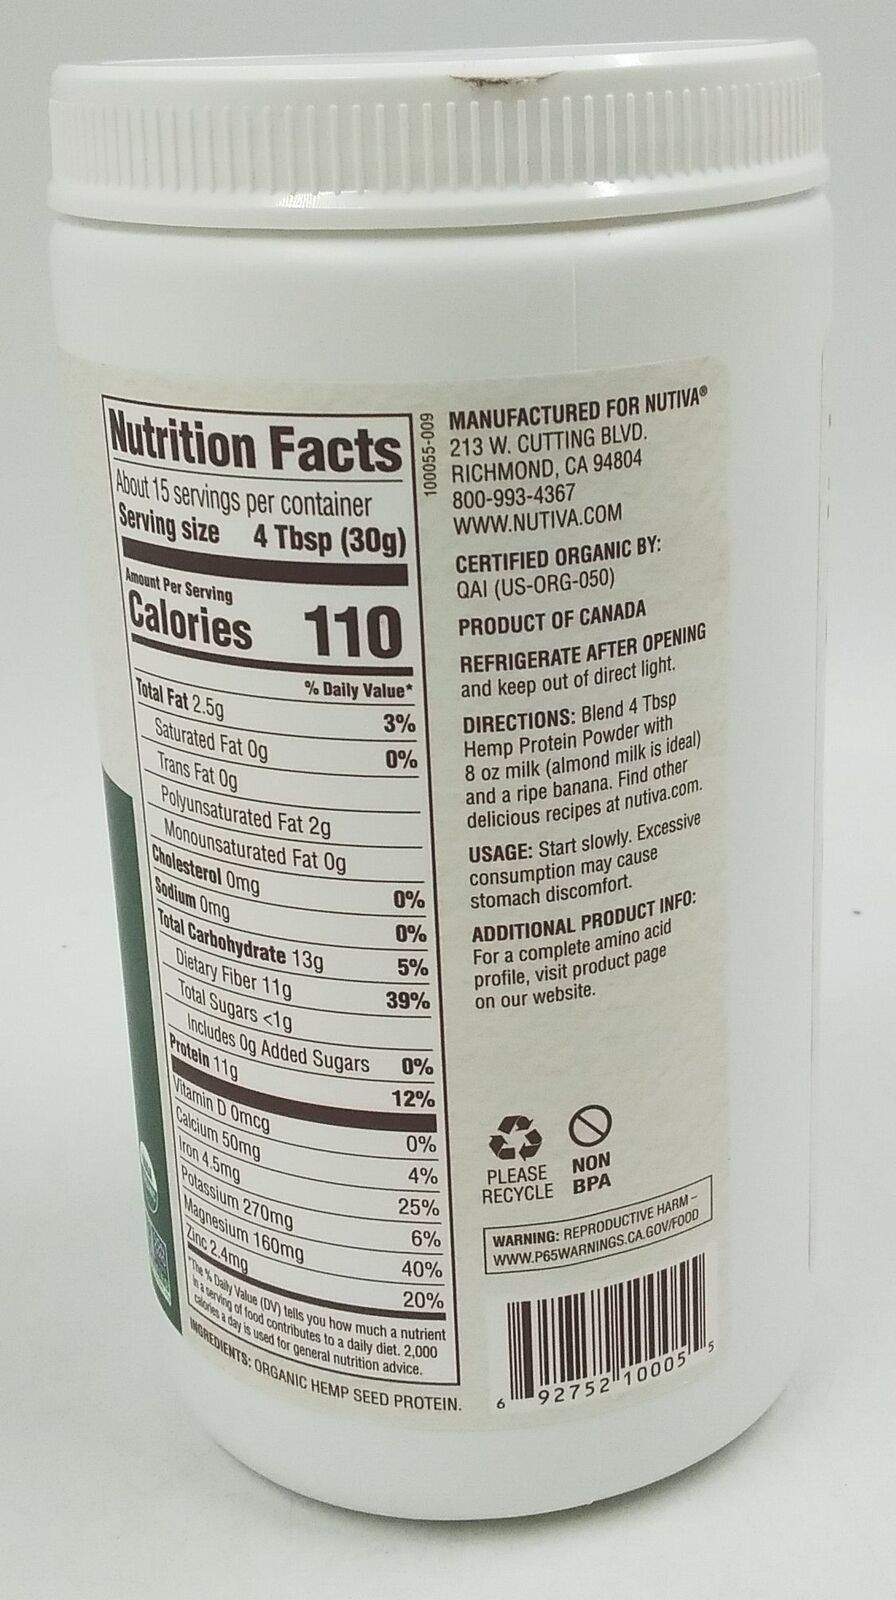 Nutrition Facts
About 15 servings per container
Serving size 4 Tbsp (30g)
Amount Per Serving
Calories 110
% Daily Value*
Total Fat 2.5g 3%
Saturated Fat 0g 0%
Trans Fat 0g
Polyunsaturated Fat 2g
Monounsaturated Fat 0g
Cholesterol 0mg 0%
Sodium 0mg 0%
Total Carbohydrate 13g 5%
Dietary Fiber 11g 39%
Total Sugars <1g
Includes 0g Added Sugars 0%
Protein 11g 12%
Vitamin D 0mcg 0%
Calcium 50mg 4%
Iron 4.5mg 25%
Potassium 270mg 6%
Magnesium 160mg 40%
Zinc 2.4mg 20%
*The % Daily Value (DV) tells you how much a nutrient
in a serving of food contributes to a daily diet. 2,000
calories a day is used for general nutrition advice.
INGREDIENTS: ORGANIC HEMP SEED PROTEIN.
100055-009
MANUFACTURED FOR NUTIVA®
213 W. CUTTING BLVD.
RICHMOND, CA 94804
800-993-4367
WWW.NUTIVA.COM
CERTIFIED ORGANIC BY:
QAI (US-ORG-050)
PRODUCT OF CANADA
REFRIGERATE AFTER OPENING
and keep out of direct light.
DIRECTIONS: Blend 4 Tbsp
Hemp Protein Powder with
8 oz milk (almond milk is ideal)
and a ripe banana. Find other
delicious recipes at nutiva.com.
USAGE: Start slowly. Excessive
consumption may cause
stomach discomfort.
ADDITIONAL PRODUCT INFO:
For a complete amino acid
profile, visit product page
on our website.
PLEASE
RECYCLE
NON
BPA
WARNING: REPRODUCTIVE HARM –
WWW.P65WARNINGS.CA.GOV/FOOD
6 92752 10005 5